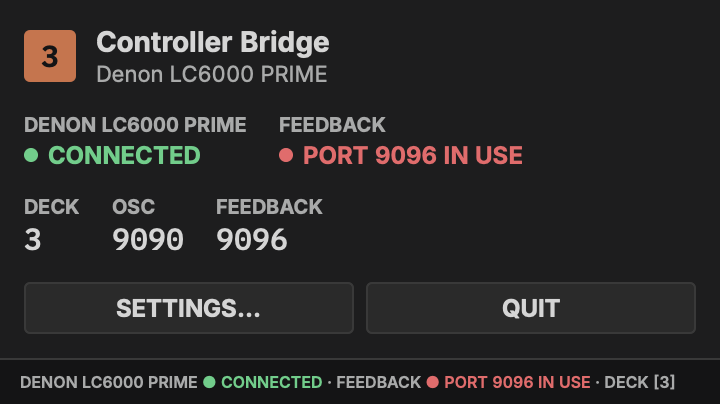 3
Controller Bridge
Denon LC6000 PRIME
DENON LC6000 PRIME FEEDBACK
CONNECTED PORT 9096 IN USE
DECK OSC FEEDBACK
3 9090 9096
SETTINGS... QUIT
DENON LC6000 PRIME ● CONNECTED · FEEDBACK ● PORT 9096 IN USE · DECK [3]